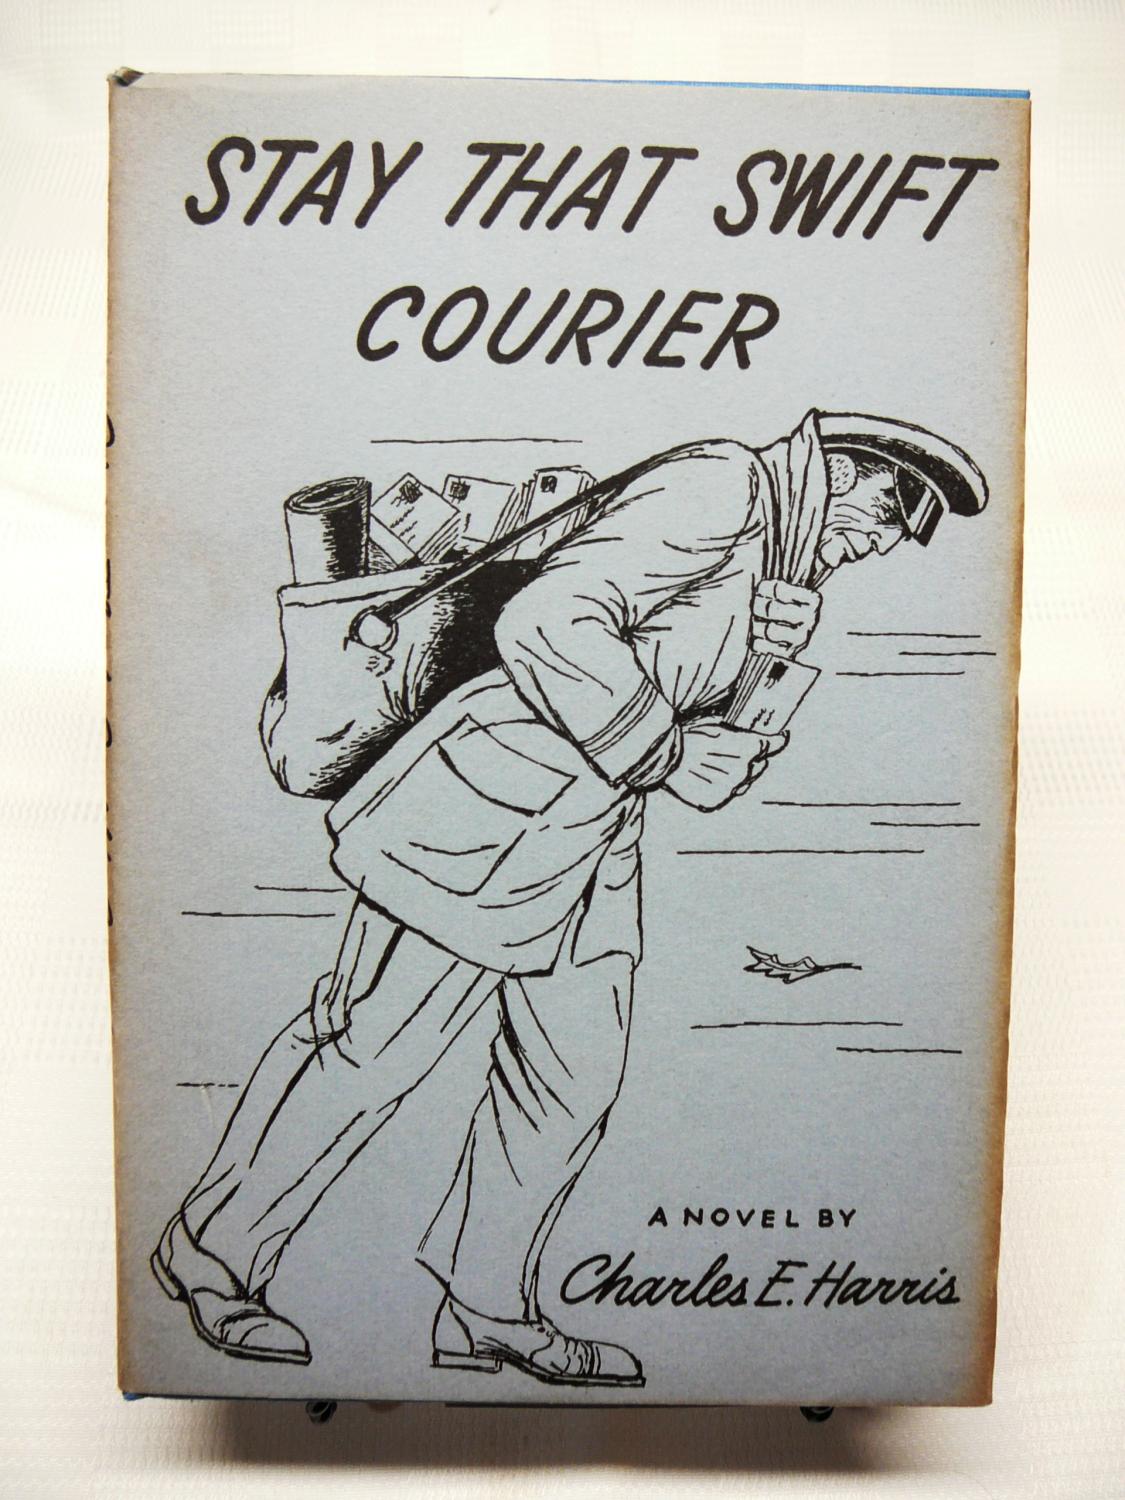 STAY THAT SWIFT
COURIER
A NOVEL BY
Charles E. Harris